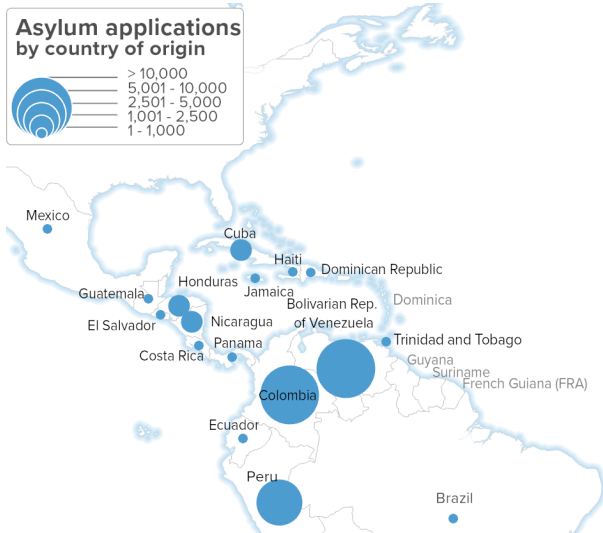 Asylum applications
by country of origin
> 10,000
5,001 - 10,000
2,501 - 5,000
1,001 - 2,500
1 - 1,000
Mexico
Cuba
Haiti
Dominican Republic
Jamaica
Honduras
Guatemala
Bolivarian Rep.
of Venezuela
Dominica
El Salvador
Nicaragua
Costa Rica
Panama
Trinidad and Tobago
Guyana
Suriname
French Guiana (FRA)
Colombia
Ecuador
Peru
Brazil